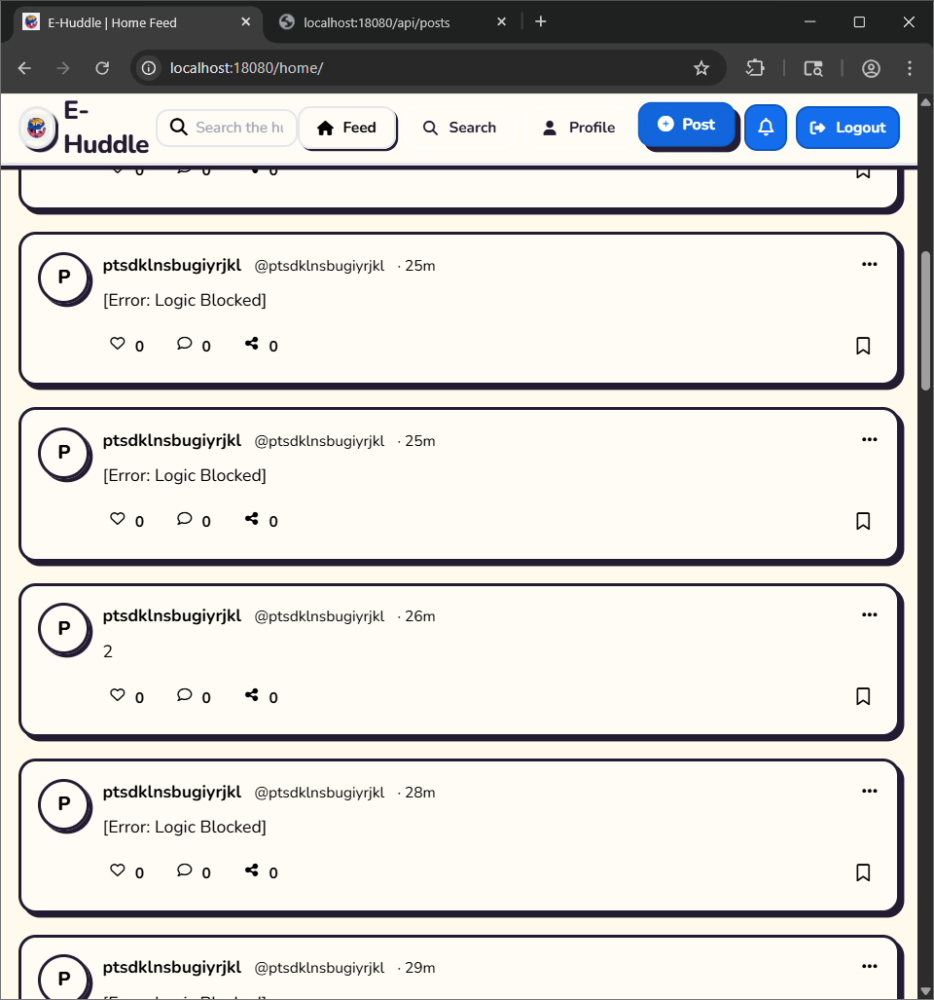 E-Huddle | Home Feed
localhost:18080/api/posts
localhost:18080/home/
E-
Huddle
Search the hu
Feed
Search
Profile
Post
Logout
0 0 0
P
ptsdklnsbugiyrjkl @ptsdklnsbugiyrjkl · 25m
[Error: Logic Blocked]
0 0 0
P
ptsdklnsbugiyrjkl @ptsdklnsbugiyrjkl · 25m
[Error: Logic Blocked]
0 0 0
P
ptsdklnsbugiyrjkl @ptsdklnsbugiyrjkl · 26m
2
0 0 0
P
ptsdklnsbugiyrjkl @ptsdklnsbugiyrjkl · 28m
[Error: Logic Blocked]
0 0 0
P
ptsdklnsbugiyrjkl @ptsdklnsbugiyrjkl · 29m
[Error: Logic Blocked]